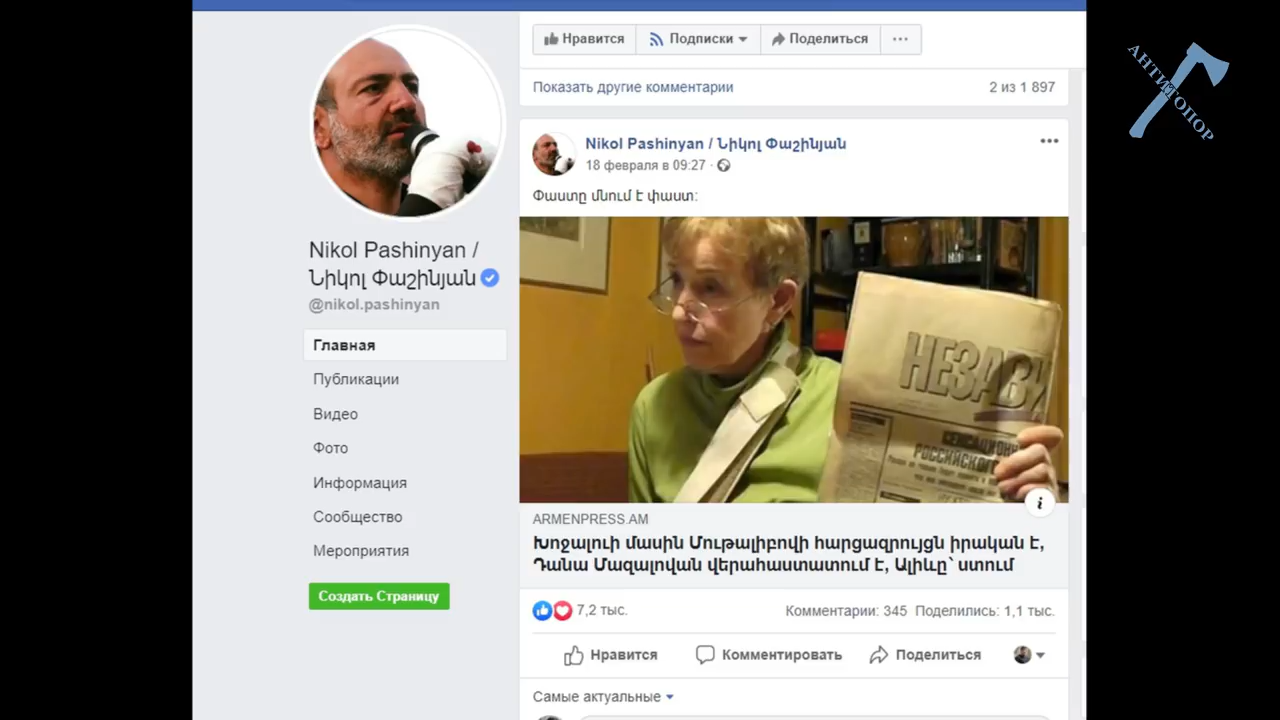 Нравится
Подписки
Поделиться
Показать другие комментарии
2 из 1 897
АНТИТОПОР
Nikol Pashinyan / Նիկոլ Փաշինյան
18 февраля в 09:27
Փաստը մնում է փաստ:
Nikol Pashinyan /
Նիկոլ Փաշինյան
@nikol.pashinyan
Главная
Публикации
Видео
Фото
Информация
Сообщество
Мероприятия
Создать Страницу
НЕЗАВИ
РОССИЙСКОГО
ARMENPRESS.AM
Խոջալուի մասին Մութալիբովի հարցազրույցն իրական է,
Դանա Մազալովան վերահաստատում է, Ալիևը՝ ստում
7,2 тыс.
Комментарии: 345 Поделились: 1,1 тыс.
Нравится
Комментировать
Поделиться
Самые актуальные